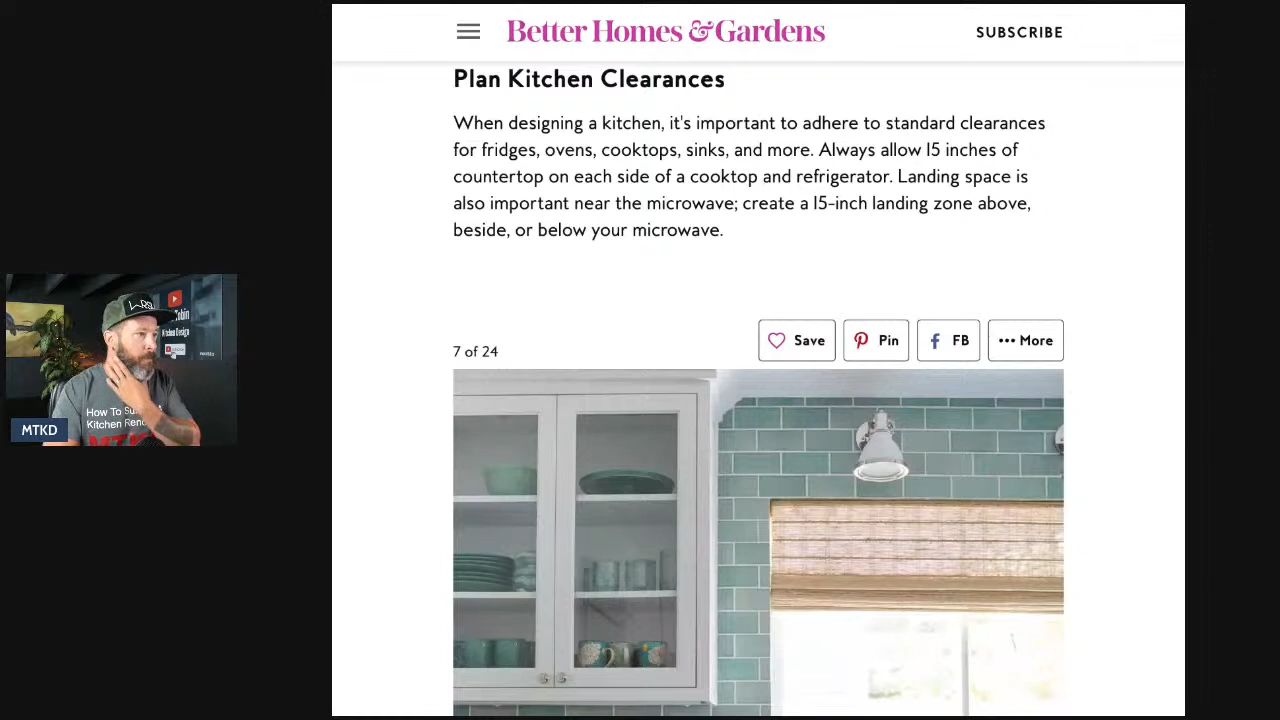 Better Homes & Gardens
SUBSCRIBE
Plan Kitchen Clearances
When designing a kitchen, it's important to adhere to standard clearances
for fridges, ovens, cooktops, sinks, and more. Always allow 15 inches of
countertop on each side of a cooktop and refrigerator. Landing space is
also important near the microwave; create a 15-inch landing zone above,
beside, or below your microwave.
7 of 24
Save
Pin
FB
More
Kitchen Design
How To
Kitchen
MTKD